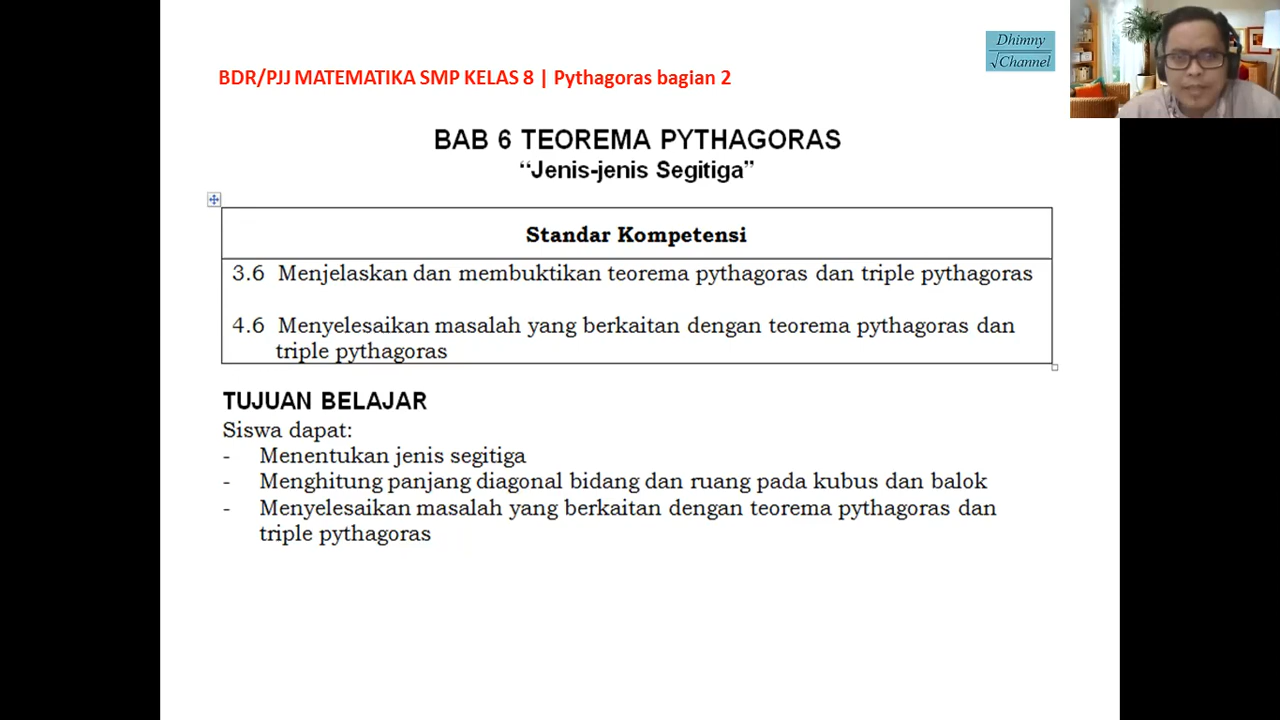 Dhimny
√Channel
BDR/PJJ MATEMATIKA SMP KELAS 8 | Pythagoras bagian 2
BAB 6 TEOREMA PYTHAGORAS
“Jenis-jenis Segitiga”
Standar Kompetensi
3.6 Menjelaskan dan membuktikan teorema pythagoras dan triple pythagoras
4.6 Menyelesaikan masalah yang berkaitan dengan teorema pythagoras dan
triple pythagoras
TUJUAN BELAJAR
Siswa dapat:
- Menentukan jenis segitiga
- Menghitung panjang diagonal bidang dan ruang pada kubus dan balok
- Menyelesaikan masalah yang berkaitan dengan teorema pythagoras dan
triple pythagoras